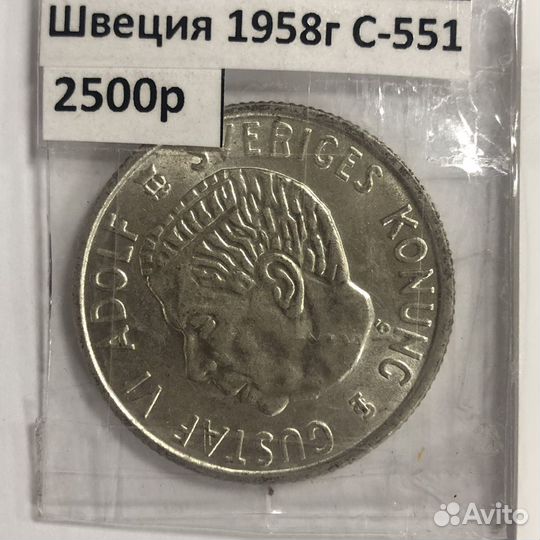 Швеция 1958г С-551
2500р
GUSTAF VI ADOLF SVERIGES KONUNG
Avito